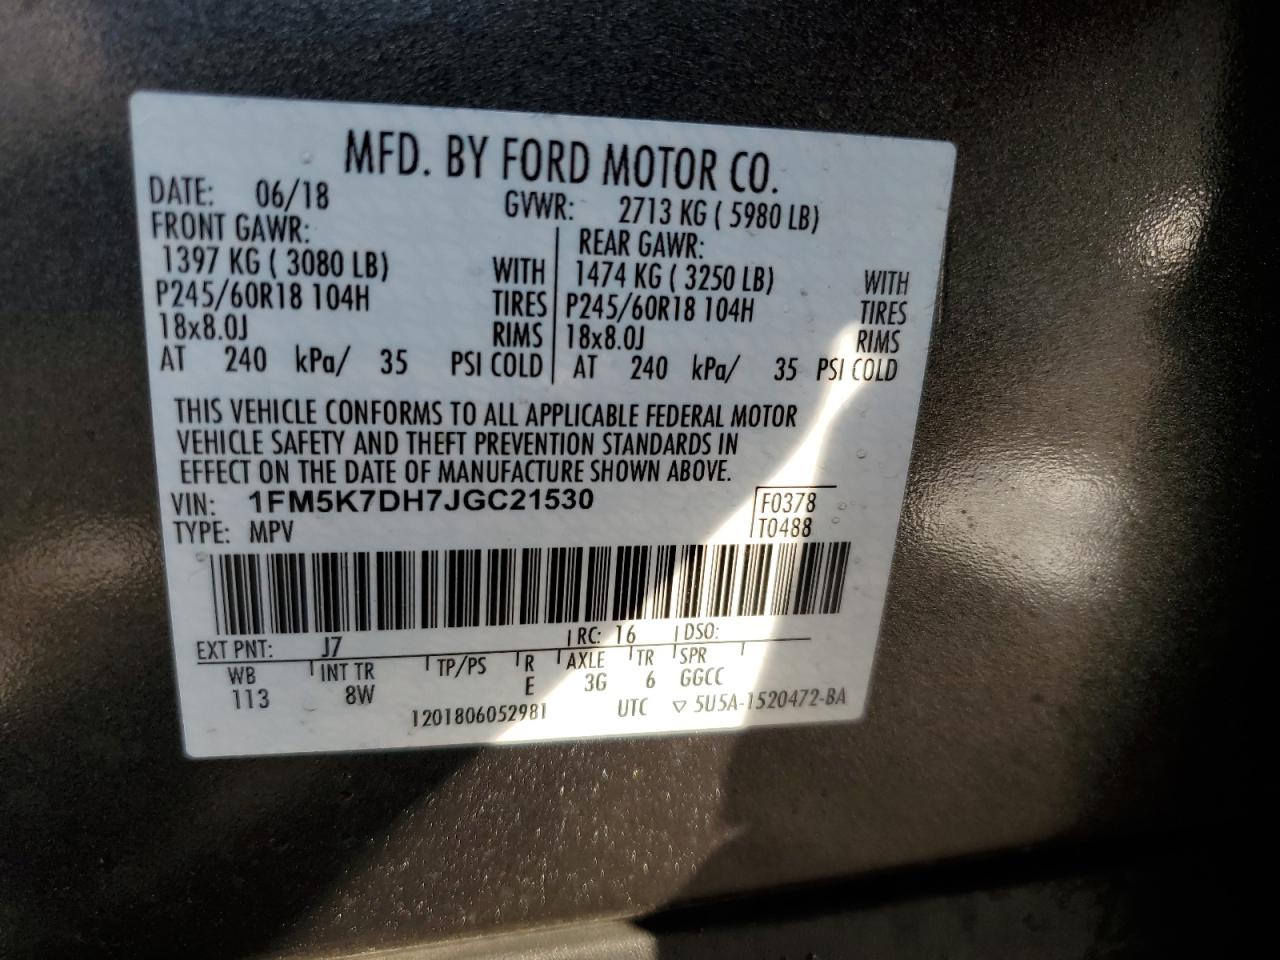 MFD. BY FORD MOTOR CO.
DATE: 06/18 GVWR: 2713 KG ( 5980 LB)
FRONT GAWR: REAR GAWR:
1397 KG ( 3080 LB) WITH 1474 KG ( 3250 LB) WITH
P245/60R18 104H TIRES P245/60R18 104H TIRES
18x8.0J RIMS 18x8.0J RIMS
AT 240 kPa/ 35 PSI COLD AT 240 kPa/ 35 PSI COLD
THIS VEHICLE CONFORMS TO ALL APPLICABLE FEDERAL MOTOR
VEHICLE SAFETY AND THEFT PREVENTION STANDARDS IN
EFFECT ON THE DATE OF MANUFACTURE SHOWN ABOVE.
VIN: 1FM5K7DH7JGC21530 F0378
TYPE: MPV T0488
EXT PNT: J7 RC: 16 DSO:
WB INT TR TP/PS R AXLE TR SPR
113 8W E 3G 6 GGCC
1201806052981 UTC ▽ 5U5A-1520472-BA